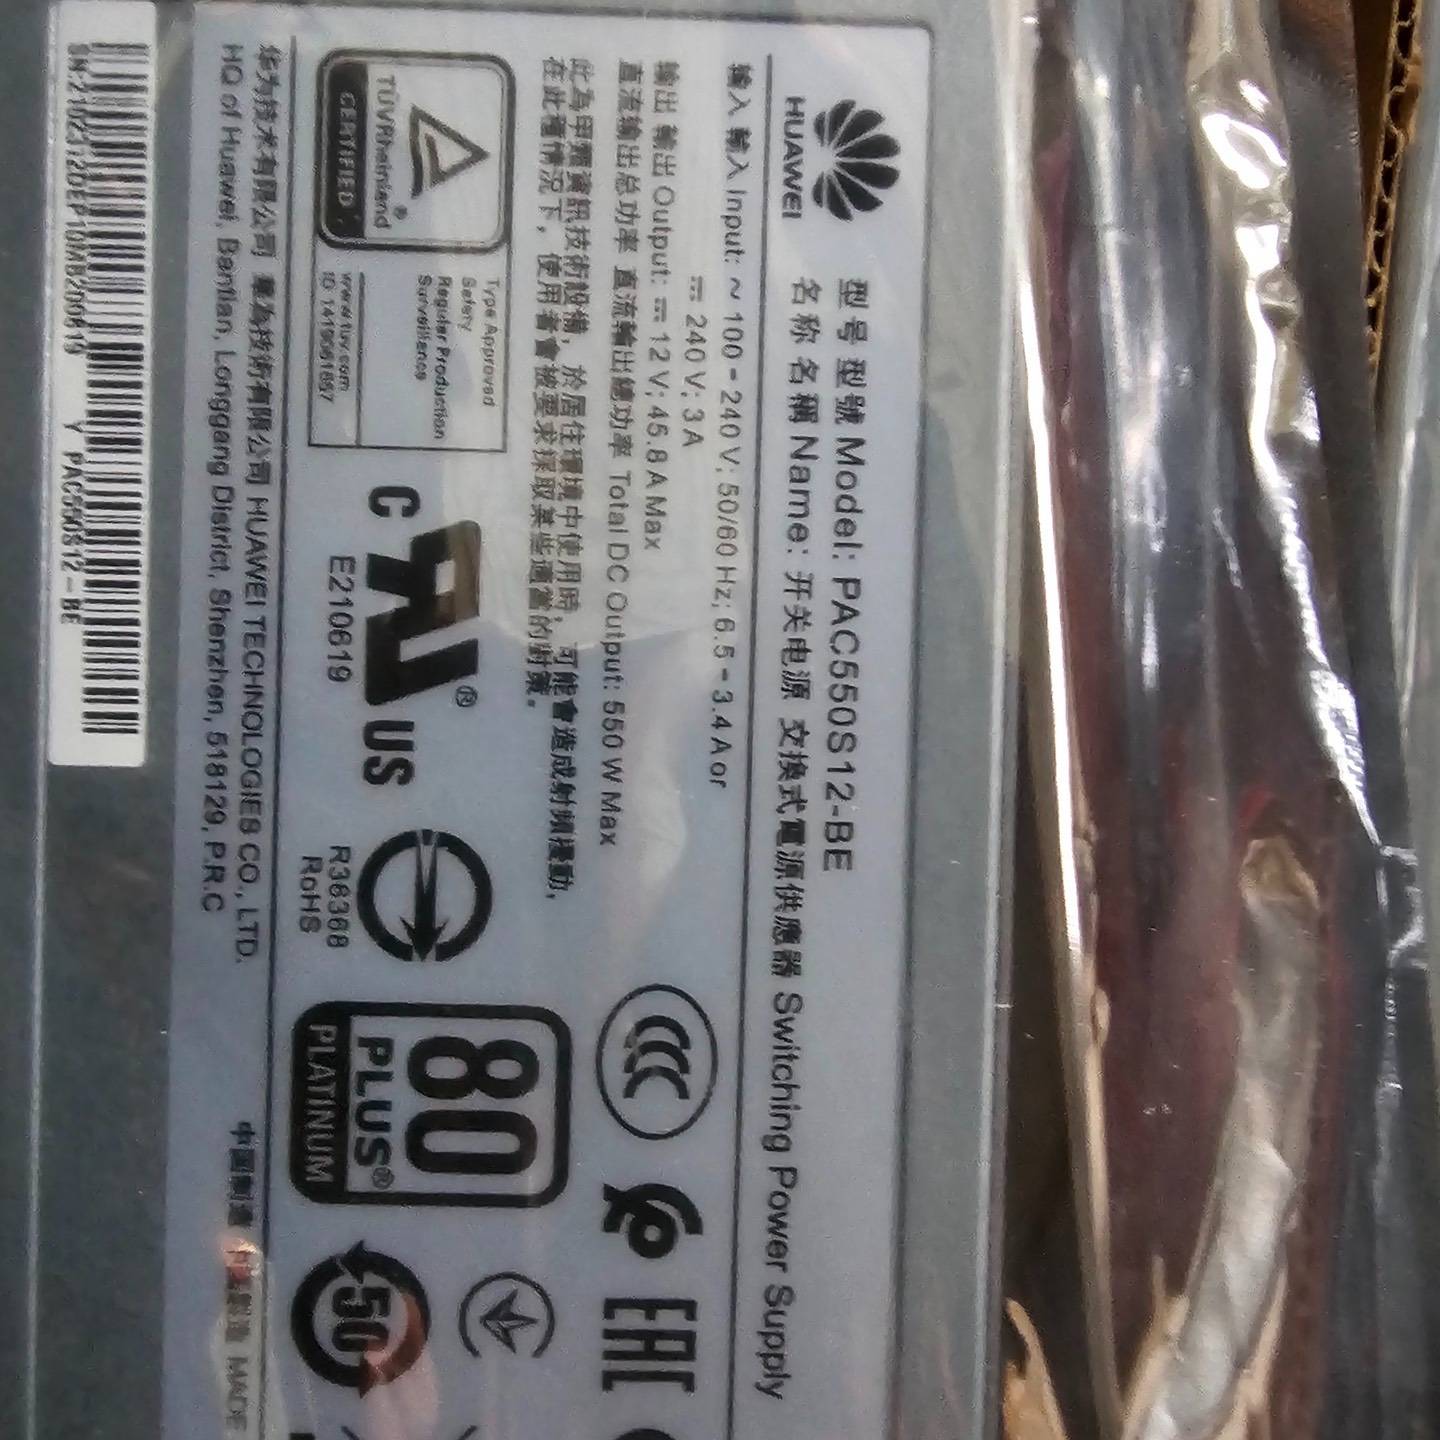 HUAWEI
型号 型號 Model: PAC550S12-BE
名称 名稱 Name: 开关电源 交換式電源供應器 Switching Power Supply
输入 輸入 Input: ~ 100-240 V; 50/60 Hz; 6.5-3.4 A or
⎓ 240 V; 3 A
输出 輸出 Output: ⎓ 12 V; 45.8 A Max
直流输出总功率 直流輸出總功率 Total DC Output: 550 W Max
此為甲類資訊技術設備，於居住環境中使用時，可能會造成射頻擾動，
在此種情況下，使用者會被要求採取某些適當的對策。
TÜVRheinland®
CERTIFIED
Type Approved
Safety
Register Production
Surveillance
www.tuv.com
ID 1419061857
C UL US ®
E210619
R36368
RoHS
80
PLUS®
PLATINUM
CCC
EAC
50
华为技术有限公司 華為技術有限公司 HUAWEI TECHNOLOGIES CO., LTD.
HQ of Huawei, Bantian, Longgang District, Shenzhen, 518129, P.R.C
中国制造 MADE
Y PAC550S12-BE